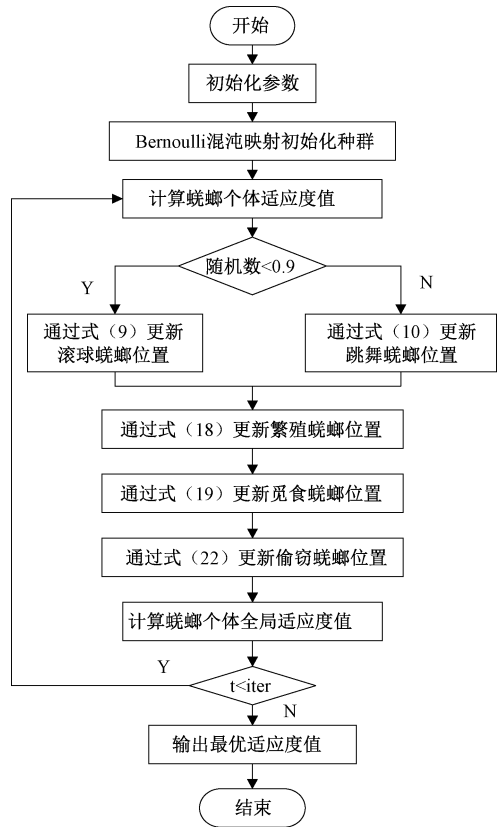 开始
初始化参数
Bernoulli混沌映射初始化种群
计算蜣螂个体适应度值
随机数<0.9
Y
N
通过式（9）更新
滚球蜣螂位置
通过式（10）更新
跳舞蜣螂位置
通过式（18）更新繁殖蜣螂位置
通过式（19）更新觅食蜣螂位置
通过式（22）更新偷窃蜣螂位置
计算蜣螂个体全局适应度值
Y
t<iter
N
输出最优适应度值
结束